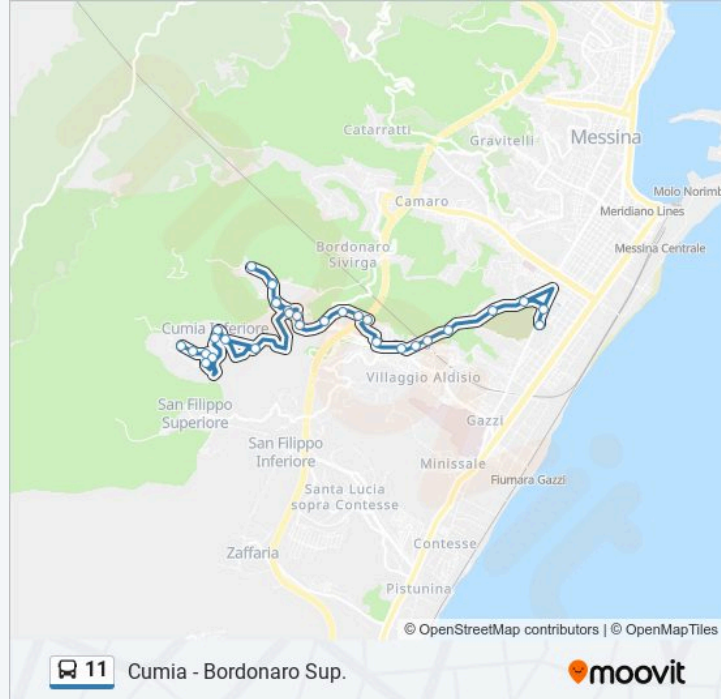 Catarratti
Gravitelli
Messina
Camaro
Molo Norimb
Meridiano Lines
Bordonaro
Sivirga
Messina Centrale
Cumia Inferiore
Villaggio Aldisio
San Filippo
Superiore
Gazzi
San Filippo
Inferiore
Minissale
Fiumara Gazzi
Santa Lucia
sopra Contesse
Contesse
Zaffaria
Pistunina
© OpenStreetMap contributors | © OpenMapTiles
11 Cumia - Bordonaro Sup.
moovit